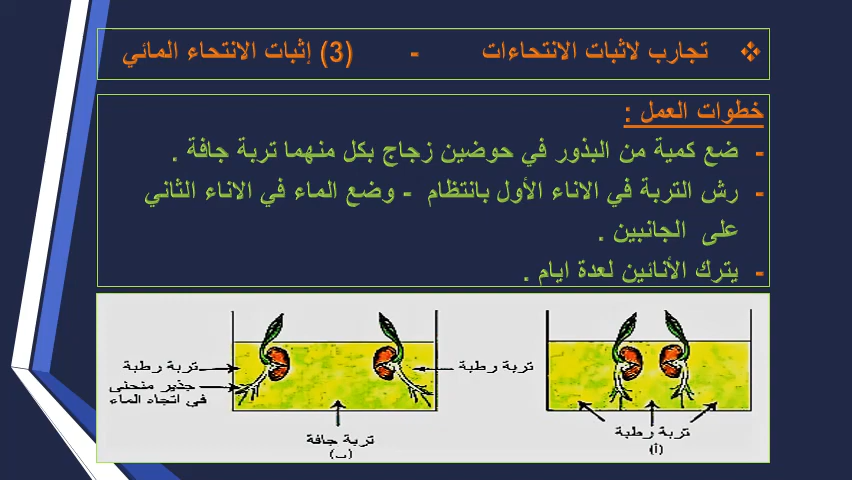 ❖ تجارب لاثبات الانتحاءات - (3) إثبات الانتحاء المائي
خطوات العمل :
- ضع كمية من البذور في حوضين زجاج بكل منهما تربة جافة .
- رش التربة في الاناء الأول بانتظام - وضع الماء في الاناء الثاني
على الجانبين .
- يترك الأنائين لعدة ايام .
تربة رطبة
تربة رطبة
جذير منحنى
في اتجاه الماء
تربة جافة
(ب)
تربة رطبة
(أ)